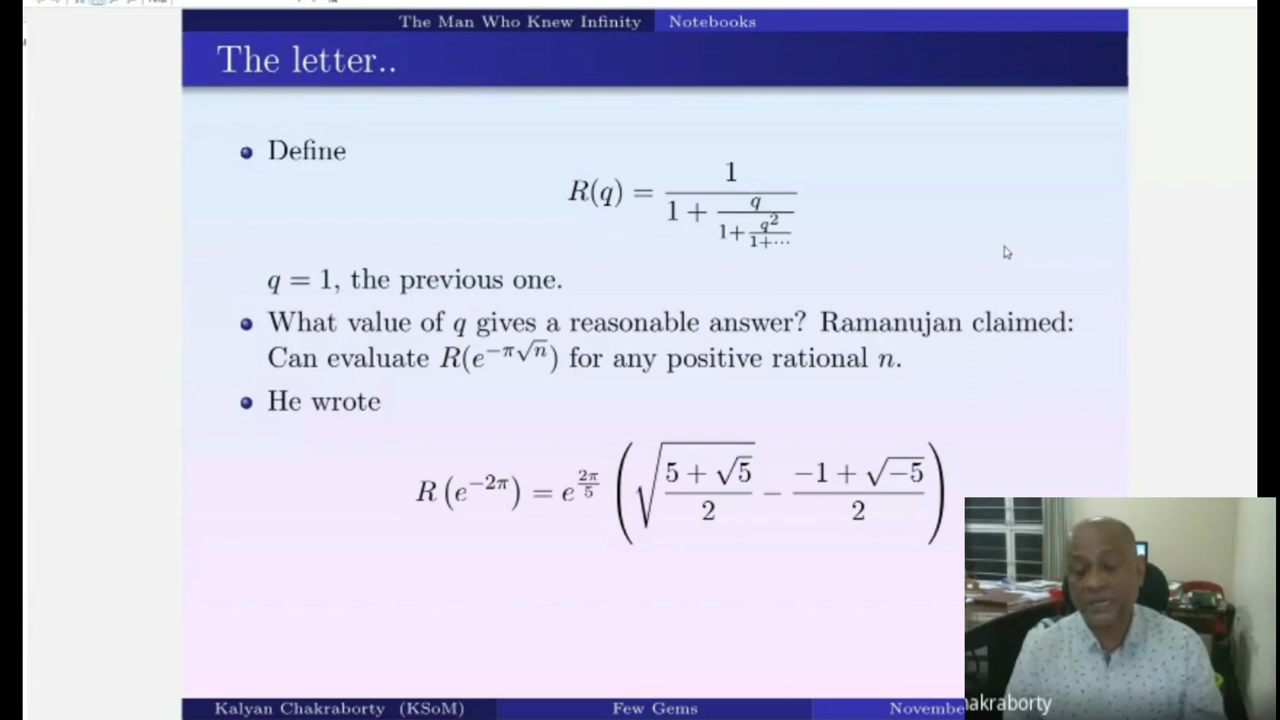 The Man Who Knew Infinity Notebooks
The letter..
Define
R(q) = 1 / (1 + q / (1 + q^2 / (1 + ⋯)))
q = 1, the previous one.
What value of q gives a reasonable answer? Ramanujan claimed:
Can evaluate R(e^{−π√n}) for any positive rational n.
He wrote
R(e^{−2π}) = e^{2π/5} (√((5 + √5)/2) − (−1 + √−5)/2)
Kalyan Chakraborty (KSoM) Few Gems
akraborty